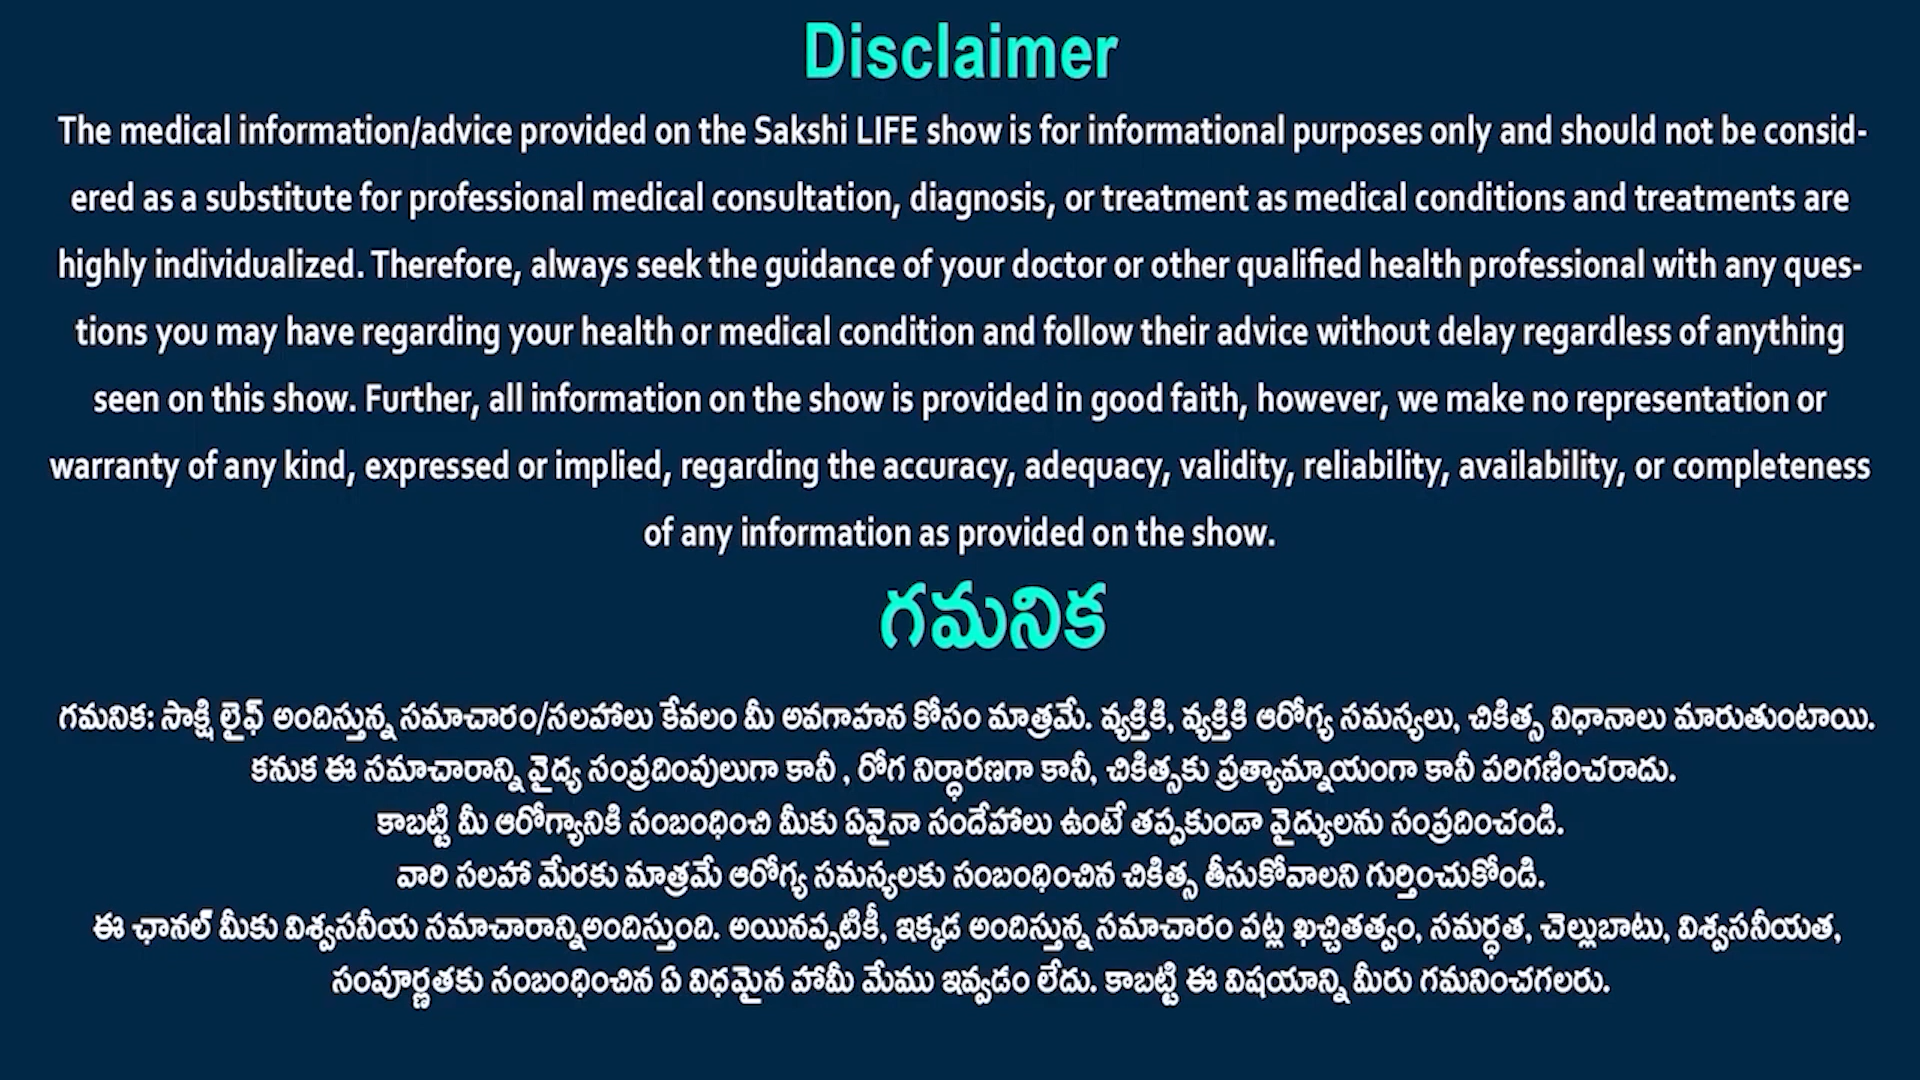 Disclaimer
The medical information/advice provided on the Sakshi LIFE show is for informational purposes only and should not be consid-
ered as a substitute for professional medical consultation, diagnosis, or treatment as medical conditions and treatments are
highly individualized. Therefore, always seek the guidance of your doctor or other qualified health professional with any ques-
tions you may have regarding your health or medical condition and follow their advice without delay regardless of anything
seen on this show. Further, all information on the show is provided in good faith, however, we make no representation or
warranty of any kind, expressed or implied, regarding the accuracy, adequacy, validity, reliability, availability, or completeness
of any information as provided on the show.
గమనిక
గమనిక: సాక్షి లైఫ్ అందిస్తున్న సమాచారం/సలహాలు కేవలం మీ అవగాహన కోసం మాత్రమే. వ్యక్తికి, వ్యక్తికి ఆరోగ్య సమస్యలు, చికిత్స విధానాలు మారుతుంటాయి.
కనుక ఈ సమాచారాన్ని వైద్య సంప్రదింపులుగా కానీ , రోగ నిర్ధారణగా కానీ, చికిత్సకు ప్రత్యామ్నాయంగా కానీ పరిగణించరాదు.
కాబట్టి మీ ఆరోగ్యానికి సంబంధించి మీకు ఏవైనా సందేహాలు ఉంటే తప్పకుండా వైద్యులను సంప్రదించండి.
వారి సలహా మేరకు మాత్రమే ఆరోగ్య సమస్యలకు సంబంధించిన చికిత్స తీసుకోవాలని గుర్తించుకోండి.
ఈ ఛానల్ మీకు విశ్వసనీయ సమాచారాన్నిఅందిస్తుంది. అయినప్పటికీ, ఇక్కడ అందిస్తున్న సమాచారం పట్ల ఖచ్చితత్వం, సమర్ధత, చెల్లుబాటు, విశ్వసనీయత,
సంపూర్ణతకు సంబంధించిన ఏ విధమైన హామీ మేము ఇవ్వడం లేదు. కాబట్టి ఈ విషయాన్ని మీరు గమనించగలరు.